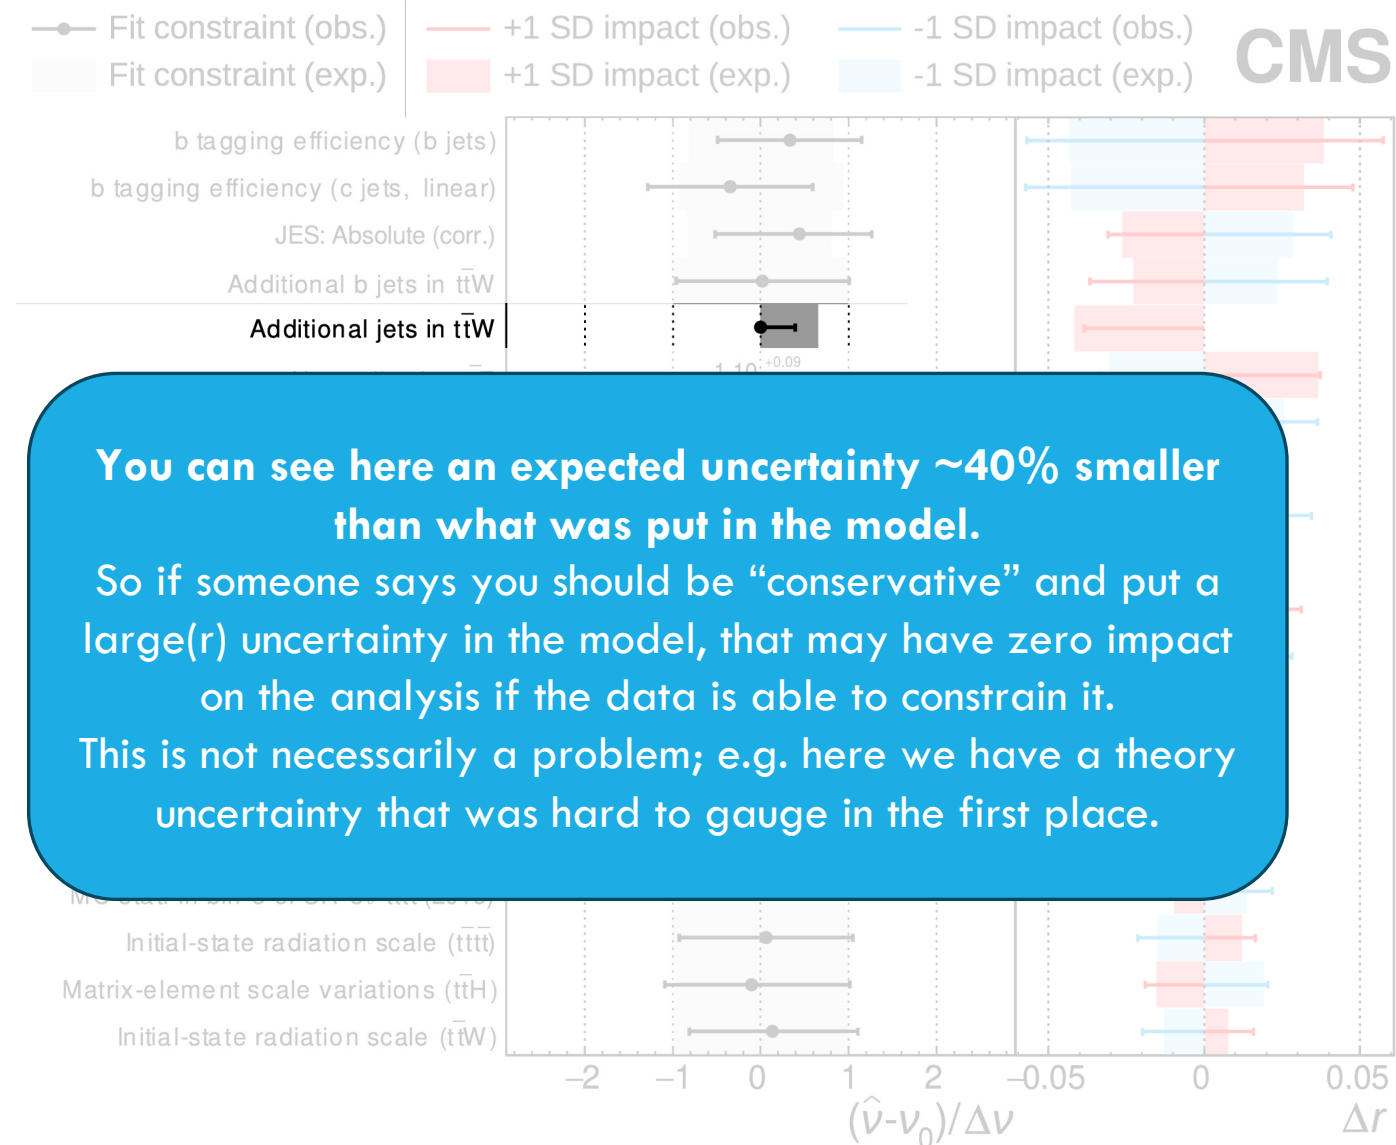 Fit constraint (obs.) +1 SD impact (obs.) -1 SD impact (obs.) CMS
Fit constraint (exp.) +1 SD impact (exp.) -1 SD impact (exp.)
b tagging efficiency (b jets)
b tagging efficiency (c jets, linear)
JES: Absolute (corr.)
Additional b jets in tt̅W
Additional jets in tt̅W
1.10 +0.09
You can see here an expected uncertainty ~40% smaller
than what was put in the model.
So if someone says you should be “conservative” and put a
large(r) uncertainty in the model, that may have zero impact
on the analysis if the data is able to constrain it.
This is not necessarily a problem; e.g. here we have a theory
uncertainty that was hard to gauge in the first place.
Initial-state radiation scale (tt̅tt̅)
Matrix-element scale variations (tt̅H)
Initial-state radiation scale (tt̅W)
−2 −1 0 1 2 −0.05 0 0.05
(ν̂-ν₀)/Δν Δr